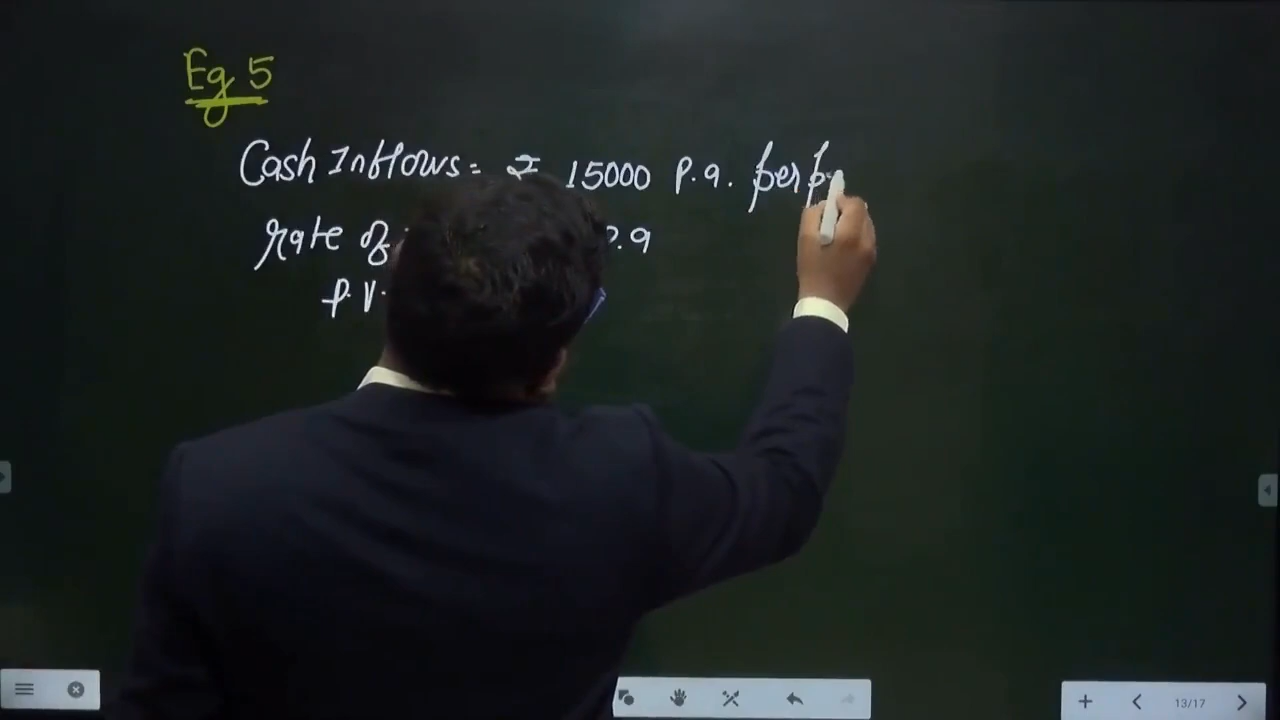 Eg 5
Cash Inflows = ₹ 15000 P.a. perp
rate of P.a
P.V.
13/17